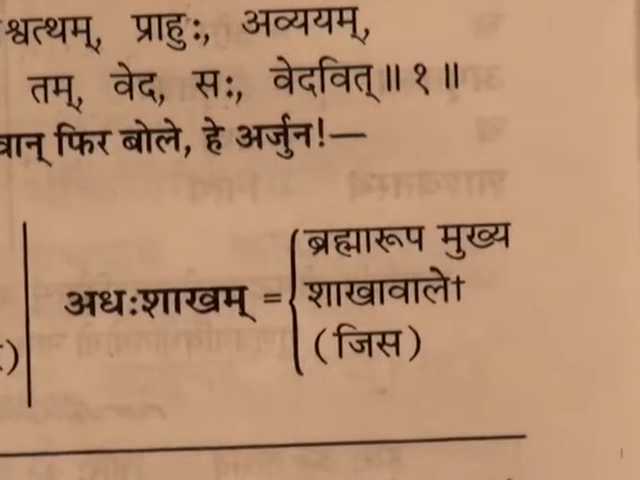 श्वत्थम्, प्राहुः, अव्ययम्,
तम्, वेद, सः, वेदवित्॥ १ ॥
वान् फिर बोले, हे अर्जुन!—
ब्रह्मारूप मुख्य
अधःशाखम् = शाखावाले†
(जिस)
)